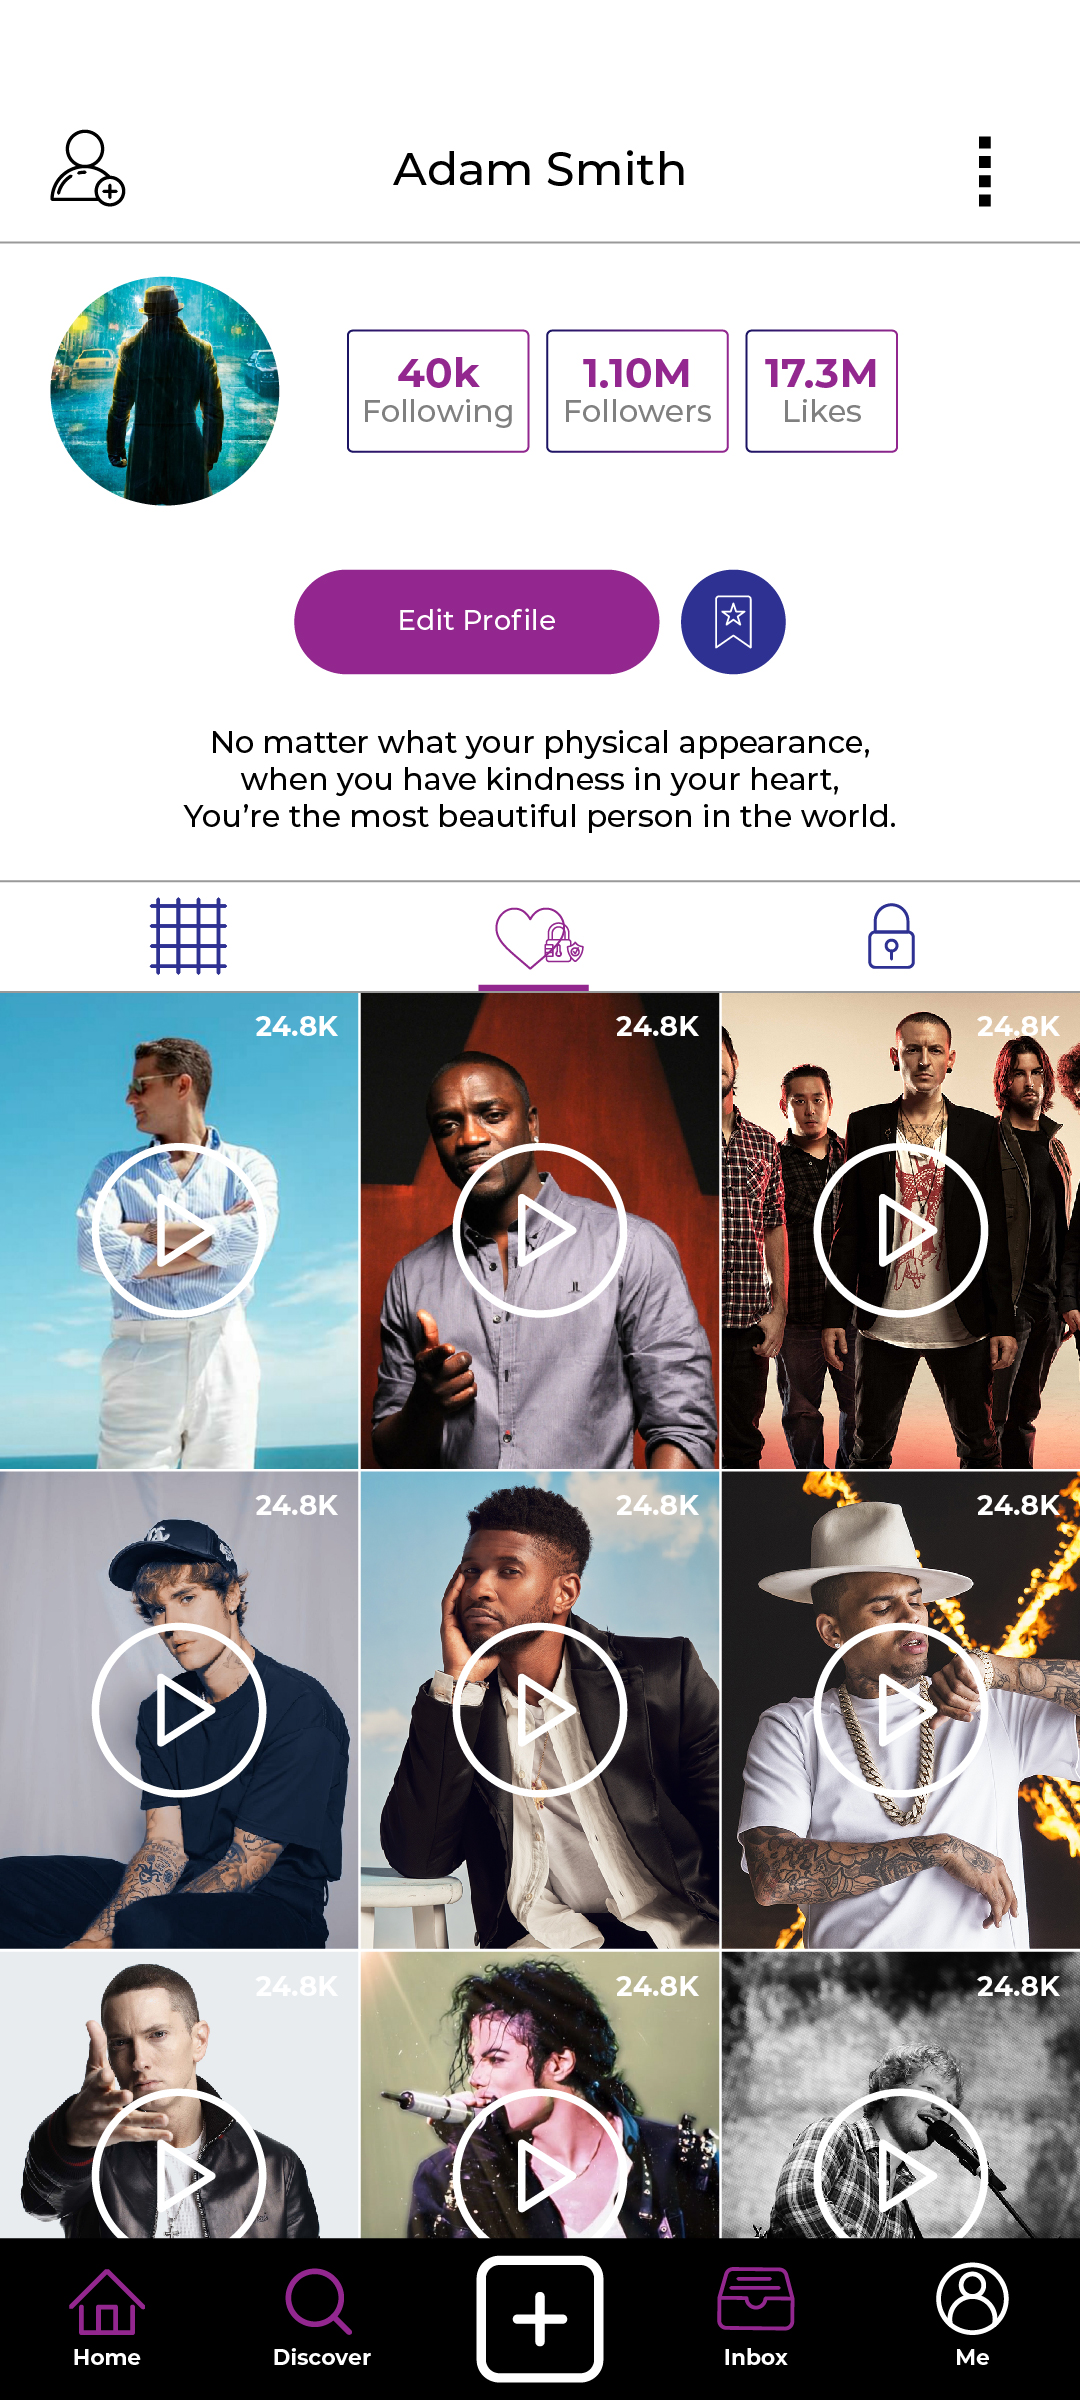 Adam Smith
40k
Following
1.10M
Followers
17.3M
Likes
Edit Profile
No matter what your physical appearance,
when you have kindness in your heart,
You're the most beautiful person in the world.
24.8K
24.8K
24.8K
24.8K
24.8K
24.8K
24.8K
24.8K
24.8K
Home
Discover
Inbox
Me